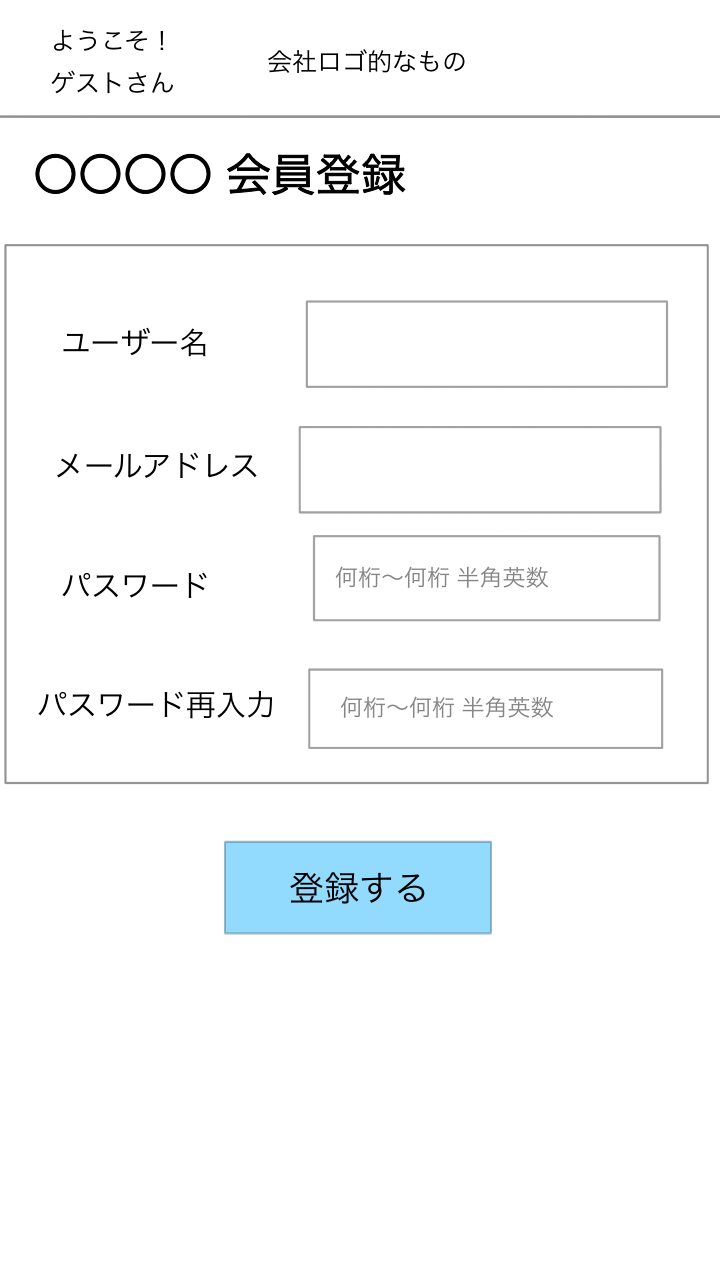 ようこそ！
ゲストさん
会社ロゴ的なもの
〇〇〇〇 会員登録
ユーザー名
メールアドレス
パスワード
何桁～何桁 半角英数
パスワード再入力
何桁～何桁 半角英数
登録する